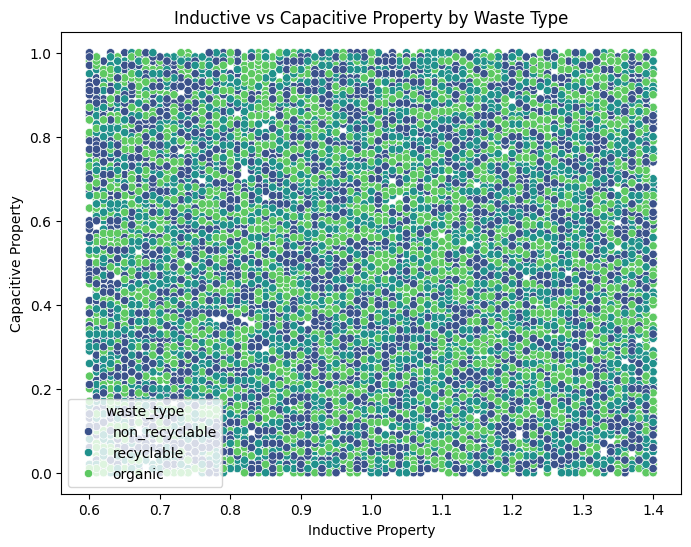 Inductive vs Capacitive Property by Waste Type
Capacitive Property
1.0
0.8
0.6
0.4
0.2
0.0
waste_type
non_recyclable
recyclable
organic
0.6 0.7 0.8 0.9 1.0 1.1 1.2 1.3 1.4
Inductive Property